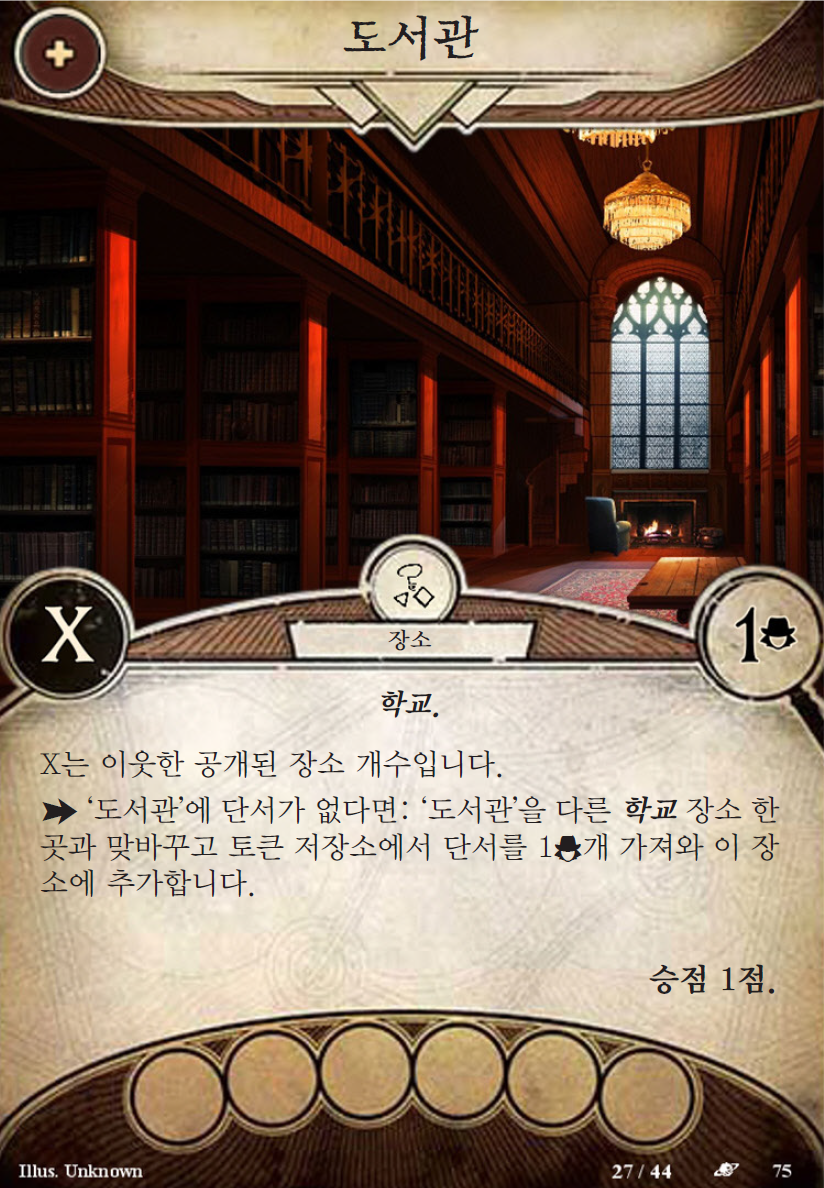 도서관
X
장소
1
학교.
X는 이웃한 공개된 장소 개수입니다.
‘도서관’에 단서가 없다면: ‘도서관’을 다른 학교 장소 한
곳과 맞바꾸고 토큰 저장소에서 단서를 1개 가져와 이 장
소에 추가합니다.
승점 1점.
Illus. Unknown
27 / 44
75